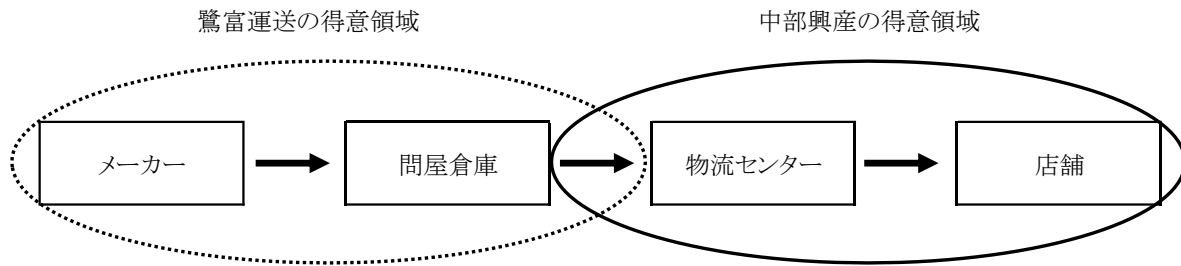 鷺富運送の得意領域
中部興産の得意領域
メーカー
問屋倉庫
物流センター
店舗